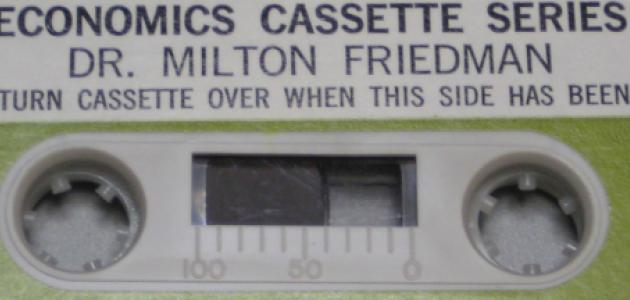 ECONOMICS CASSETTE SERIES
DR. MILTON FRIEDMAN
TURN CASSETTE OVER WHEN THIS SIDE HAS BEEN
100 50 0